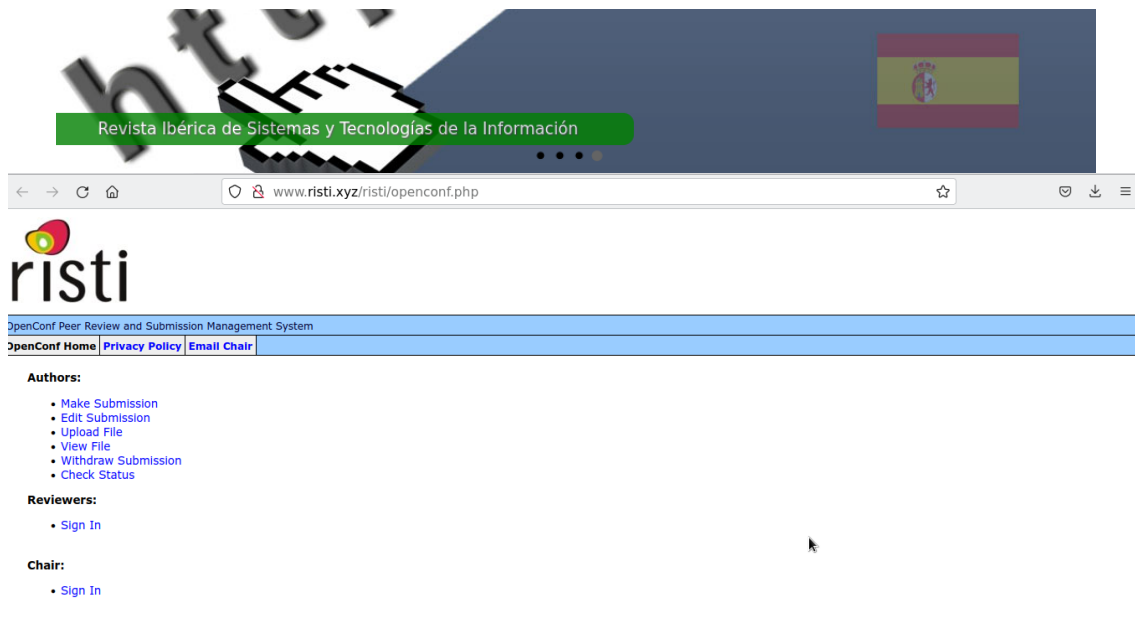 http
Revista Ibérica de Sistemas y Tecnologías de la Información
www.risti.xyz/risti/openconf.php
risti
OpenConf Peer Review and Submission Management System
OpenConf Home Privacy Policy Email Chair
Authors:
• Make Submission
• Edit Submission
• Upload File
• View File
• Withdraw Submission
• Check Status
Reviewers:
• Sign In
Chair:
• Sign In